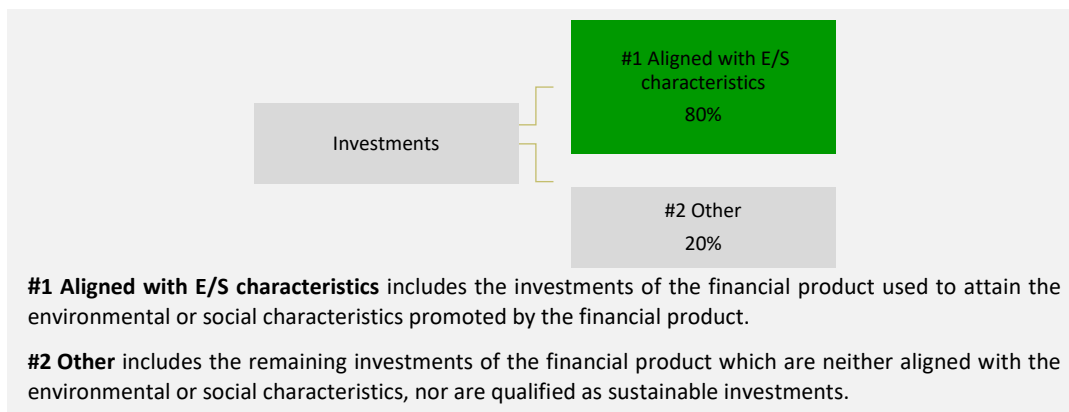 #1 Aligned with E/S
characteristics
80%
Investments
#2 Other
20%
#1 Aligned with E/S characteristics includes the investments of the financial product used to attain the
environmental or social characteristics promoted by the financial product.
#2 Other includes the remaining investments of the financial product which are neither aligned with the
environmental or social characteristics, nor are qualified as sustainable investments.